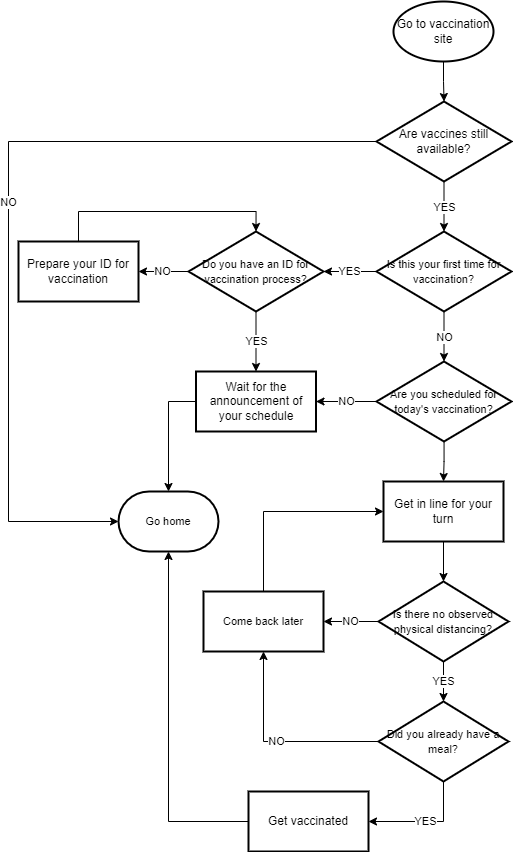 Go to vaccination
site
Are vaccines still
available?
NO
YES
Prepare your ID for
vaccination
NO
Do you have an ID for
vaccination process?
YES
Is this your first time for
vaccination?
YES
NO
Wait for the
announcement of
your schedule
NO
Are you scheduled for
today's vaccination?
Get in line for your
turn
Go home
Come back later
NO
Is there no observed
physical distancing?
YES
NO
Did you already have a
meal?
Get vaccinated
YES